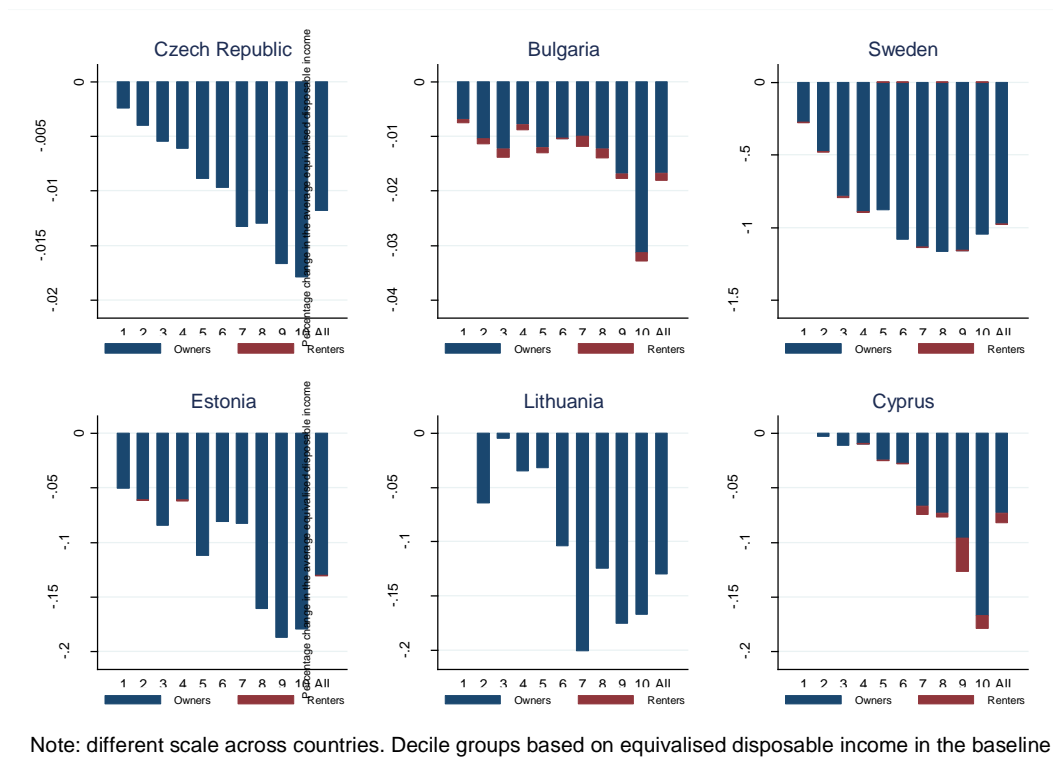 Czech Republic
Bulgaria
Sweden
Percentage change in the average equivalised disposable income
0
-.005
-.01
-.015
-.02
1 2 3 4 5 6 7 8 9 10 All
Owners Renters
0
-.01
-.02
-.03
-.04
1 2 3 4 5 6 7 8 9 10 All
Owners Renters
0
-.5
-1
-1.5
1 2 3 4 5 6 7 8 9 10 All
Owners Renters
Estonia
Lithuania
Cyprus
Percentage change in the average equivalised disposable income
0
-.05
-.1
-.15
-.2
1 2 3 4 5 6 7 8 9 10 All
Owners Renters
0
-.05
-.1
-.15
-.2
1 2 3 4 5 6 7 8 9 10 All
Owners Renters
0
-.05
-.1
-.15
-.2
1 2 3 4 5 6 7 8 9 10 All
Owners Renters
Note: different scale across countries. Decile groups based on equivalised disposable income in the baseline